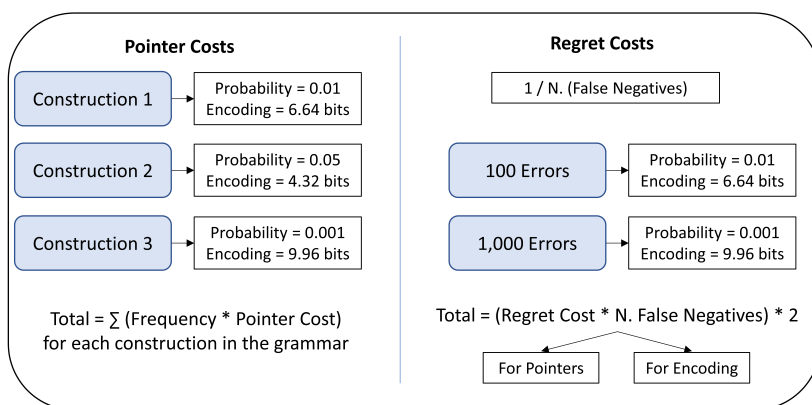 Pointer Costs
Construction 1
Probability = 0.01
Encoding = 6.64 bits
Construction 2
Probability = 0.05
Encoding = 4.32 bits
Construction 3
Probability = 0.001
Encoding = 9.96 bits
Total = ∑ (Frequency * Pointer Cost)
for each construction in the grammar
Regret Costs
1 / N. (False Negatives)
100 Errors
Probability = 0.01
Encoding = 6.64 bits
1,000 Errors
Probability = 0.001
Encoding = 9.96 bits
Total = (Regret Cost * N. False Negatives) * 2
For Pointers
For Encoding